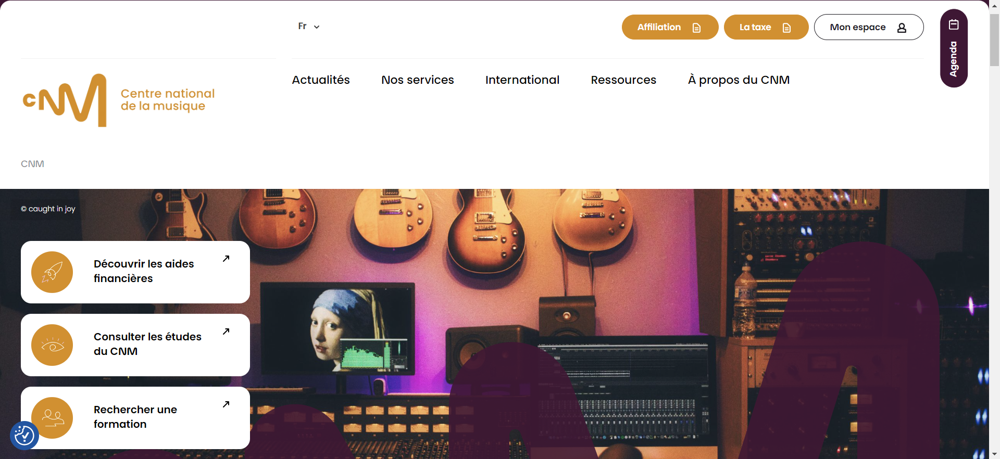 Fr
Affiliation
La taxe
Mon espace
Agenda
Actualités
Nos services
International
Ressources
À propos du CNM
CNM
Centre national
de la musique
CNM
© caught in joy
Découvrir les aides
financières
Consulter les études
du CNM
Rechercher une
formation